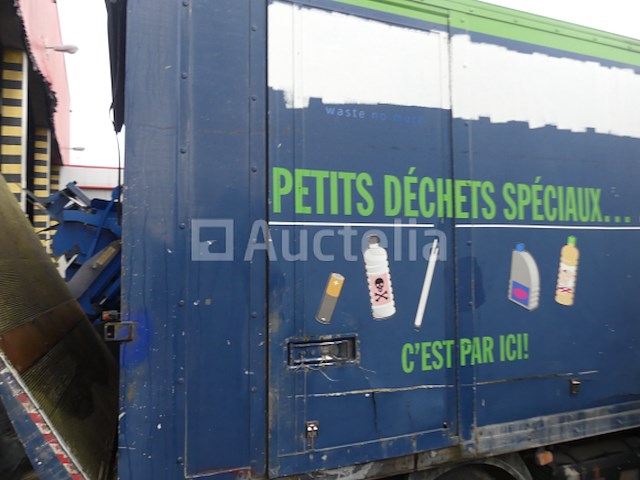 waste no more
PETITS DÉCHETS SPÉCIAUX...
Auctelia
C'EST PAR ICI!